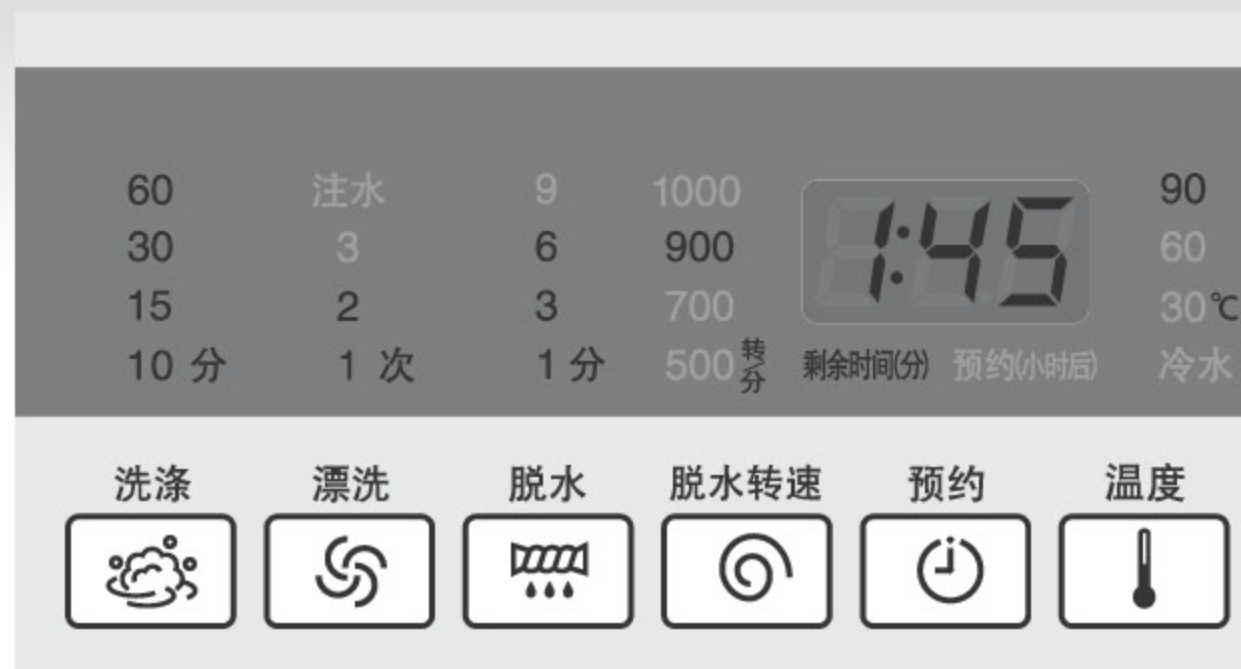 60 注水 9 1000 90
30 3 6 900 1:45 60
15 2 3 700 30℃
10 分 1 次 1 分 500 转/分 剩余时间(分) 预约(小时后) 冷水
洗涤 漂洗 脱水 脱水转速 预约 温度